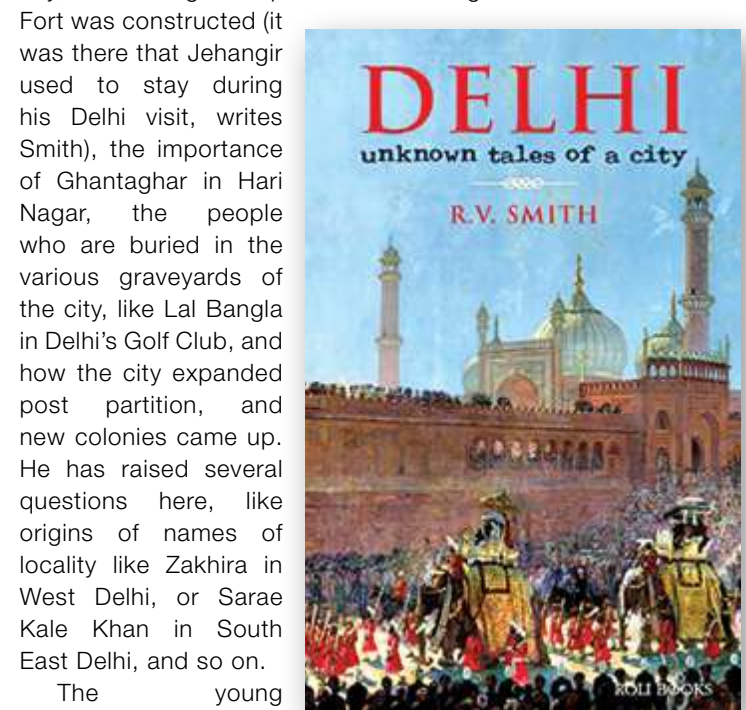 Fort was constructed (it
was there that Jehangir
used to stay during
his Delhi visit, writes
Smith), the importance
of Ghantaghar in Hari
Nagar, the people
who are buried in the
various graveyards of
the city, like Lal Bangla
in Delhi's Golf Club, and
how the city expanded
post partition, and
new colonies came up.
He has raised several
questions here, like
origins of names of
locality like Zakhira in
West Delhi, or Sarae
Kale Khan in South
East Delhi, and so on.
The young
DELHI
unknown tales of a city
R.V. SMITH
ROLI BOOKS